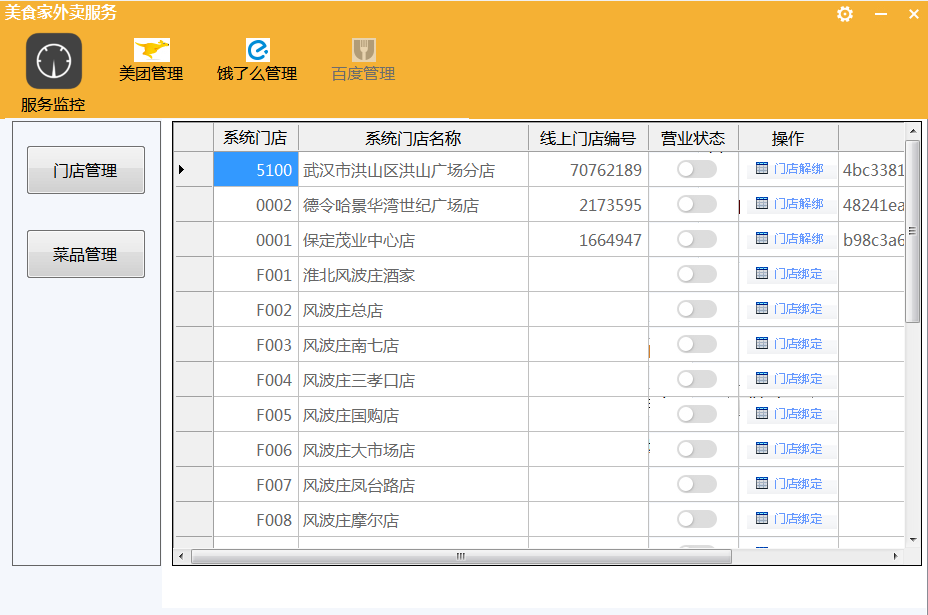 美食家外卖服务
服务监控
美团管理
饿了么管理
百度管理
门店管理
菜品管理
系统门店 系统门店名称 线上门店编号 营业状态 操作
5100 武汉市洪山区洪山广场分店 70762189 门店解绑 4bc3381
0002 德令哈景华湾世纪广场店 2173595 门店解绑 48241ea
0001 保定茂业中心店 1664947 门店解绑 b98c3a6
F001 淮北风波庄酒家 门店绑定
F002 风波庄总店 门店绑定
F003 风波庄南七店 门店绑定
F004 风波庄三孝口店 门店绑定
F005 风波庄国购店 门店绑定
F006 风波庄大市场店 门店绑定
F007 风波庄凤台路店 门店绑定
F008 风波庄摩尔店 门店绑定